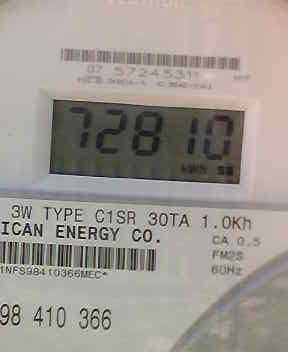 07 57245311
72810
kWh
3W TYPE C1SR 30TA 1.0Kh
ICAN ENERGY CO.
CA 0.5
FM2S
1NFS98410366MEC*
60Hz
98 410 366